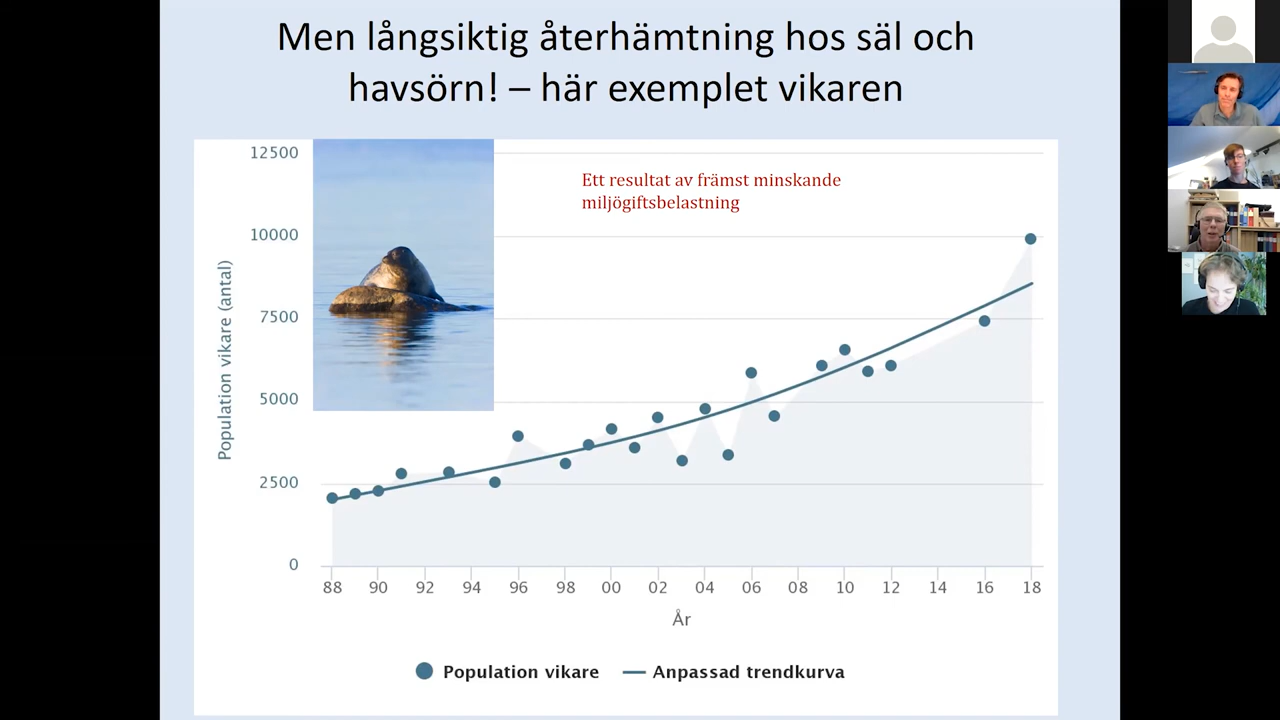 Men långsiktig återhämtning hos säl och
havsörn! – här exemplet vikaren
Ett resultat av främst minskande
miljögiftsbelastning
Population vikare (antal)
12500
10000
7500
5000
2500
0
88 90 92 94 96 98 00 02 04 06 08 10 12 14 16 18
År
Population vikare
Anpassad trendkurva